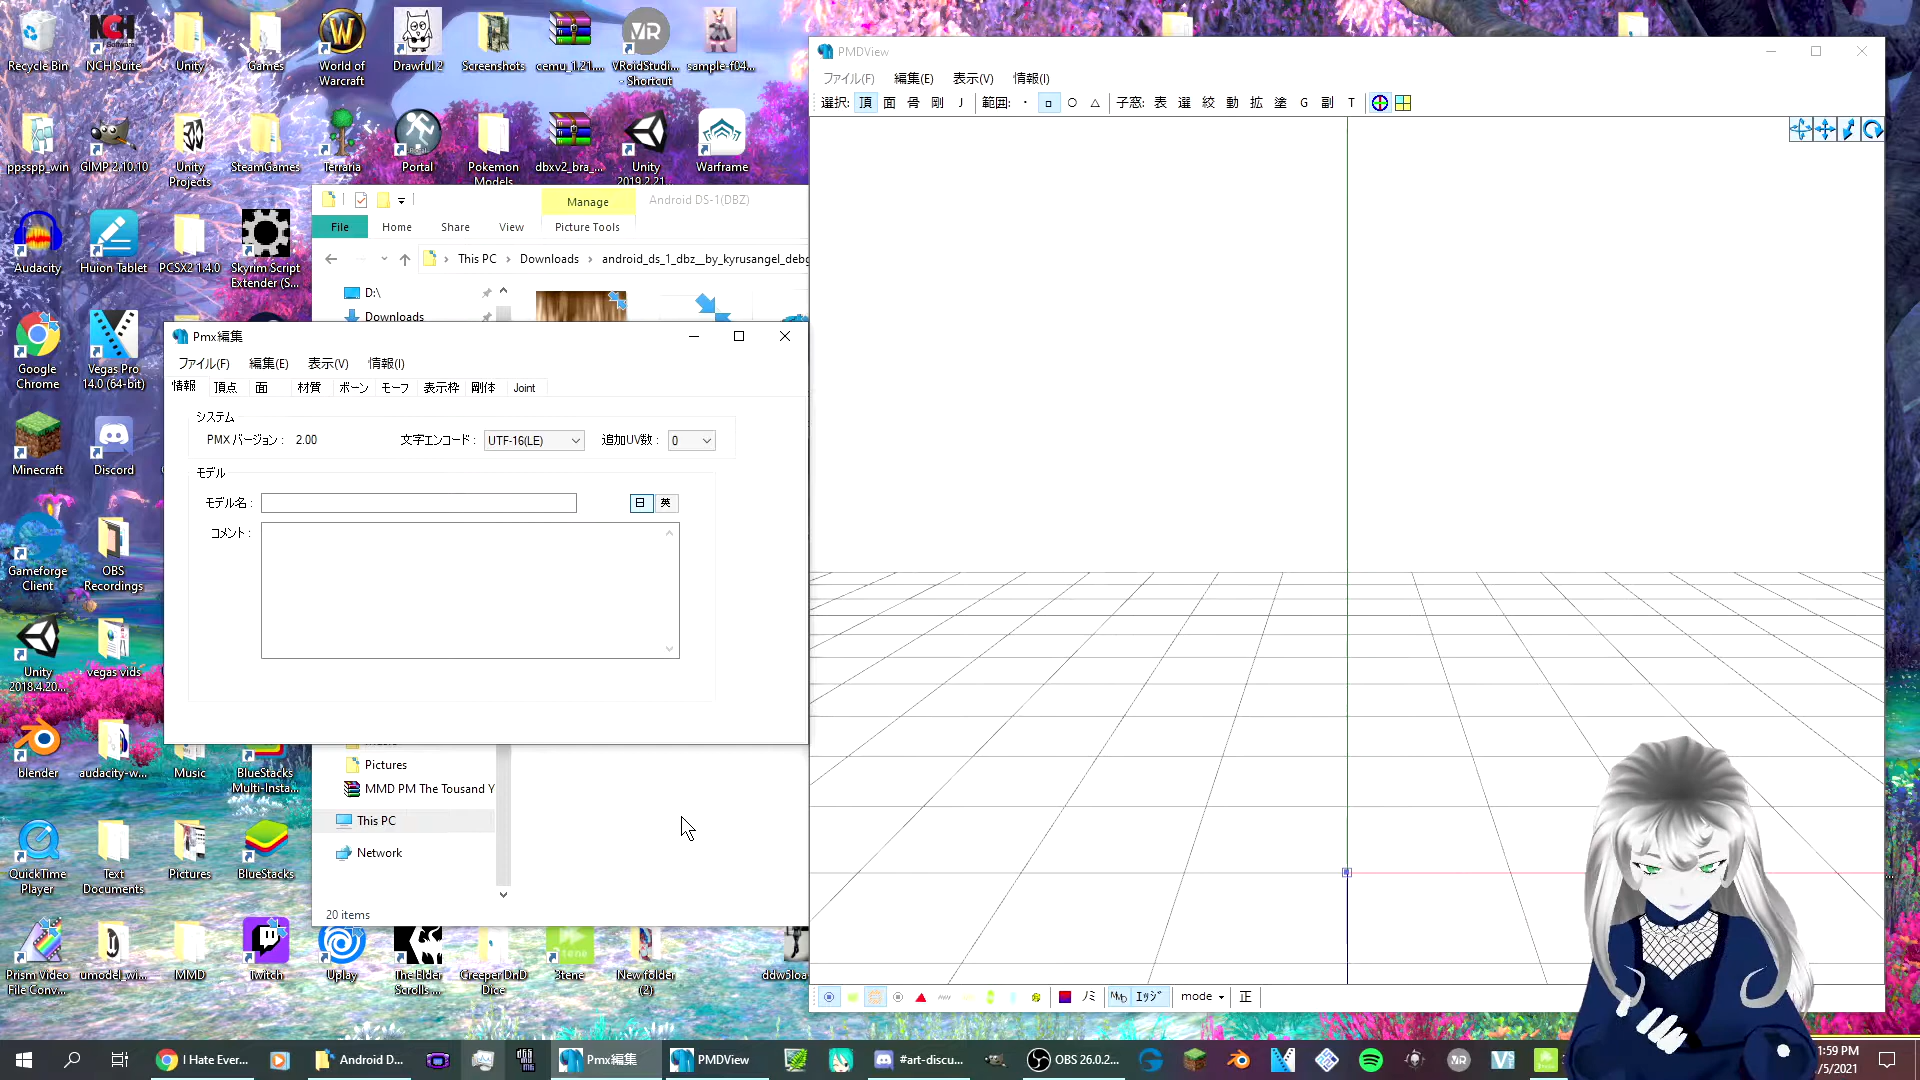 Recycle Bin
NCH Suite
Unity
Games
World of
Warcraft
Drawful 2
Screenshots
cemu_1.21....
VRoidStudi...
- Shortcut
sample-f04...
ppsspp_win
GIMP 2.10.10
Unity
Projects
SteamGames
Terraria
Portal
Pokemon
Models
dbxv2_bra_...
Unity
2019.2.21...
Warframe
Audacity
Huion Tablet
PCSX2 1.4.0
Skyrim Script
Extender (S...
Google
Chrome
Vegas Pro
14.0 (64-bit)
Minecraft
Discord
Gameforge
Client
OBS
Recordings
Unity
2018.4.20...
vegas vids
blender
audacity-w...
Music
BlueStacks
Multi-Insta...
QuickTime
Player
Text
Documents
Pictures
BlueStacks
Prism Video
File Conv...
umodel_wi...
MMD
Twitch
Uplay
The Elder
Scrolls ...
Creeper DnD
Dice
3tene
New folder
(2)
Manage
Android DS-1(DBZ)
File
Home
Share
View
Picture Tools
This PC > Downloads > android_ds_1_dbz__by_kyrusangel_debg
D:\
Downloads
Pmx編集
ファイル(F) 編集(E) 表示(V) 情報(I)
情報 頂点 面 材質 ボーン モーフ 表示枠 剛体 Joint
システム
PMXバージョン : 2.00
文字エンコード : UTF-16(LE)
追加UV数 : 0
モデル
モデル名 :
日 英
コメント :
Pictures
MMD PM The Tousand Y
This PC
Network
20 items
PMDView
ファイル(F) 編集(E) 表示(V) 情報(I)
選択: 頂 面 骨 剛 J 範囲: 子窓: 表 選 絞 動 拡 塗 G 副 T
エッジ mode 正
I Hate Ever...
Android D...
Pmx編集
PMDView
#art-discu...
OBS 26.0.2...
1:59 PM
/5/2021